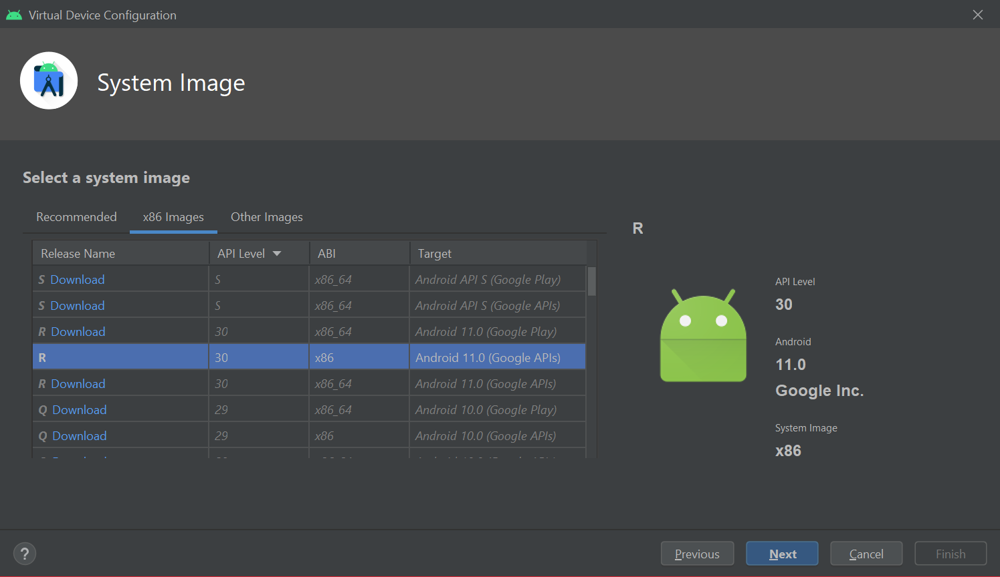 Virtual Device Configuration
System Image
Select a system image
Recommended x86 Images Other Images
Release Name API Level ABI Target
S Download S x86_64 Android API S (Google Play)
S Download S x86_64 Android API S (Google APIs)
R Download 30 x86_64 Android 11.0 (Google Play)
R 30 x86 Android 11.0 (Google APIs)
R Download 30 x86_64 Android 11.0 (Google APIs)
Q Download 29 x86_64 Android 10.0 (Google Play)
Q Download 29 x86 Android 10.0 (Google APIs)
R
API Level
30
Android
11.0
Google Inc.
System Image
x86
? Previous Next Cancel Finish